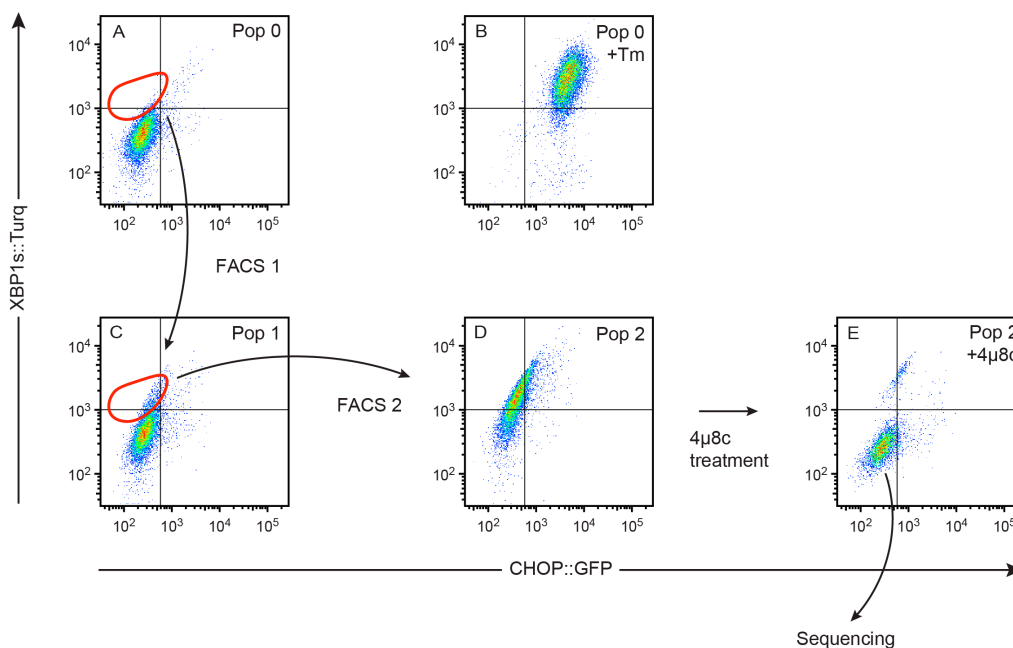 XBP1s::Turq
A
Pop 0
10⁴
10³
10²
10² 10³ 10⁴ 10⁵
B
Pop 0
+Tm
10⁴
10³
10²
10² 10³ 10⁴ 10⁵
FACS 1
C
Pop 1
10⁴
10³
10²
10² 10³ 10⁴ 10⁵
FACS 2
D
Pop 2
10⁴
10³
10²
10² 10³ 10⁴ 10⁵
4µ8c
treatment
E
Pop 2
+4µ8c
10⁴
10³
10²
10² 10³ 10⁴ 10⁵
CHOP::GFP
Sequencing